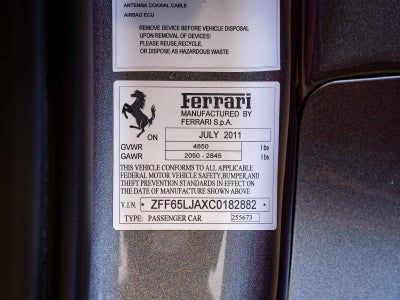 ANTENNA COAXIAL CABLE
AIRBAG ECU
REMOVE DEVICE BEFORE VEHICLE DISPOSAL
UPON REMOVAL OF DEVICES:
PLEASE REUSE,RECYCLE,
OR DISPOSE AS HAZARDOUS WASTE
Ferrari
MANUFACTURED BY
FERRARI S.p.A.
ON JULY 2011
GVWR 4850 lbs
GAWR 2050 - 2845 lbs
THIS VEHICLE CONFORMS TO ALL APPLICABLE
FEDERAL MOTOR VEHICLE SAFETY,BUMPER,AND
THEFT PREVENTION STANDARDS IN EFFECT ON
THE DATE OF MANUFACTURE SHOWN ABOVE
V.I.N. * ZFF65LJAXC0182882 *
TYPE: PASSENGER CAR 255673